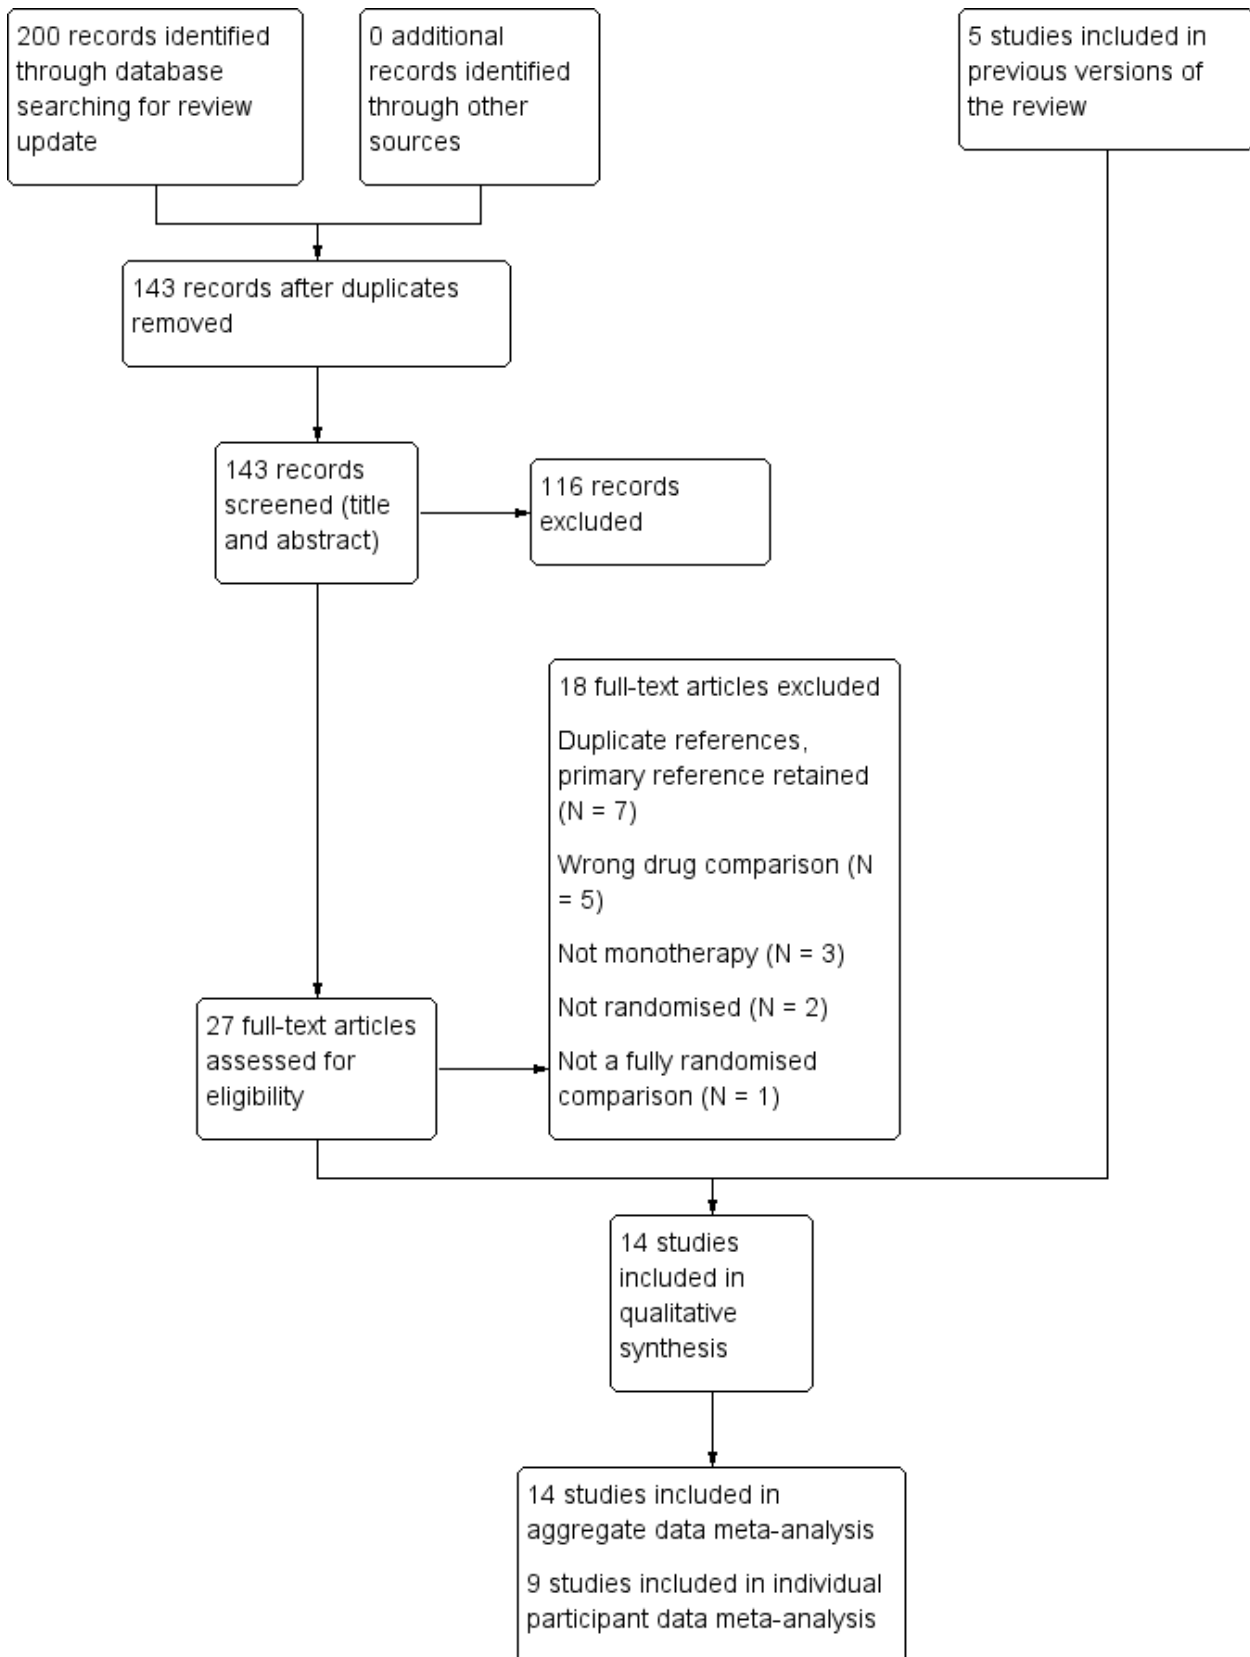 200 records identified
through database
searching for review
update
0 additional
records identified
through other
sources
5 studies included in
previous versions of
the review
143 records after duplicates
removed
143 records
screened (title
and abstract)
116 records
excluded
18 full-text articles excluded
Duplicate references,
primary reference retained
(N = 7)
Wrong drug comparison (N
= 5)
Not monotherapy (N = 3)
Not randomised (N = 2)
Not a fully randomised
comparison (N = 1)
27 full-text articles
assessed for
eligibility
14 studies
included in
qualitative
synthesis
14 studies included in
aggregate data meta-analysis
9 studies included in individual
participant data meta-analysis